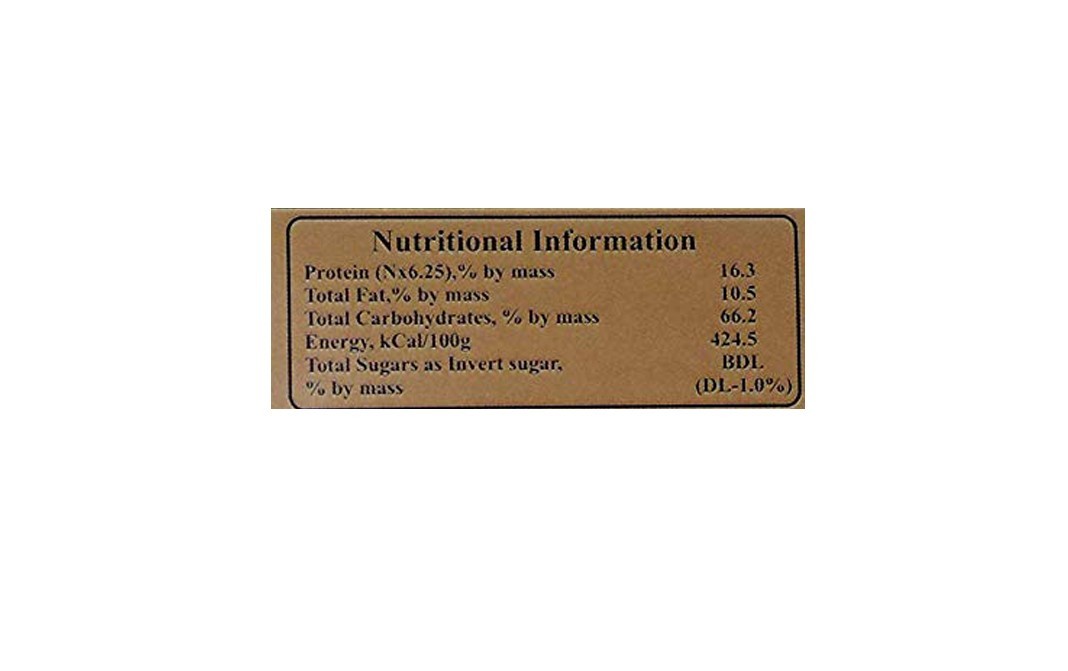 Nutritional Information
Protein (Nx6.25),% by mass 16.3
Total Fat,% by mass 10.5
Total Carbohydrates, % by mass 66.2
Energy, kCal/100g 424.5
Total Sugars as Invert sugar, BDL
% by mass (DL-1.0%)